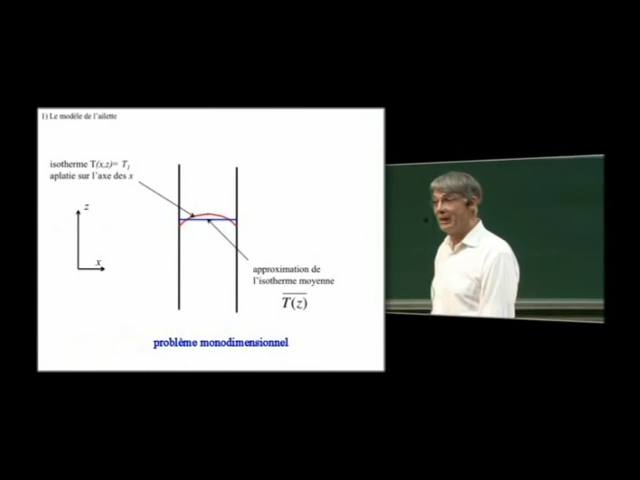 1) Le modèle de l'ailette
isotherme T(x,z)= T₁
aplatie sur l'axe des x
z
x
approximation de
l'isotherme moyenne
T(z)
problème monodimensionnel